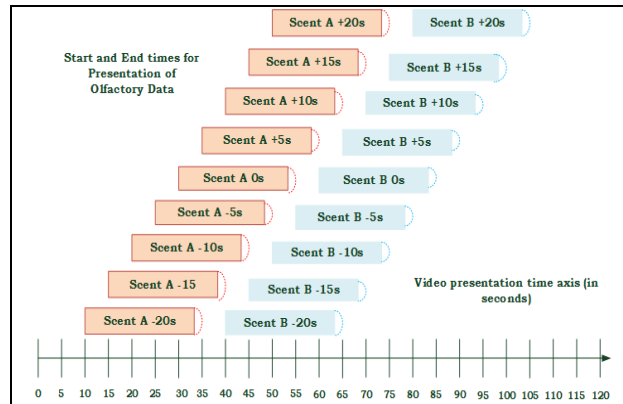 Scent A +20s Scent B +20s
Start and End times for
Presentation of
Olfactory Data
Scent A +15s Scent B +15s
Scent A +10s Scent B +10s
Scent A +5s Scent B +5s
Scent A 0s Scent B 0s
Scent A -5s Scent B -5s
Scent A -10s Scent B -10s
Scent A -15 Scent B -15s
Video presentation time axis (in
seconds)
Scent A -20s Scent B -20s
0 5 10 15 20 25 30 35 40 45 50 55 60 65 70 75 80 85 90 95 100 105 110 115 120